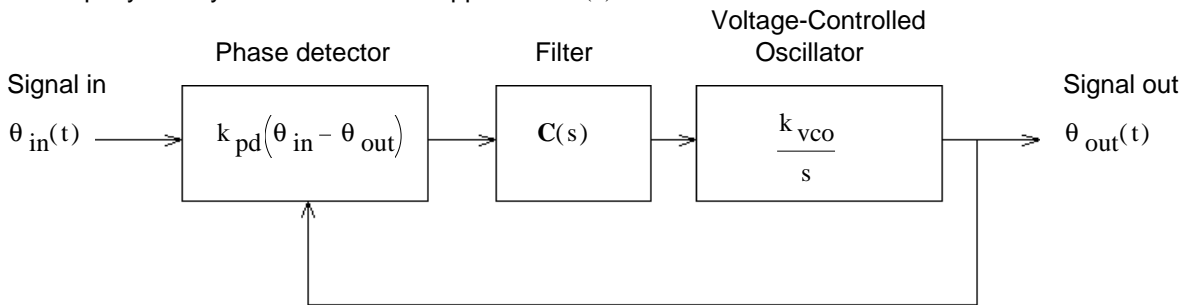 Voltage-Controlled
Phase detector Filter Oscillator
Signal in Signal out
θ in(t) k pd(θ in − θ out) C(s) k vco / s θ out(t)